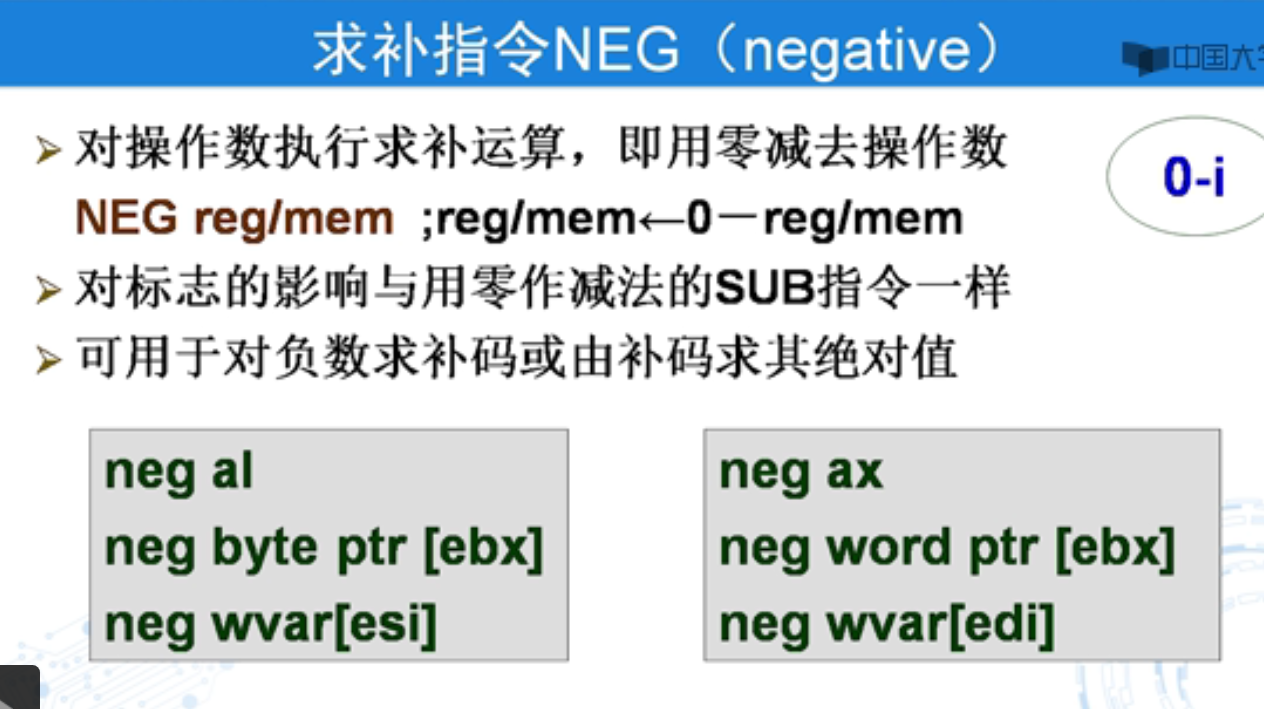 求补指令NEG（negative）
中国大
对操作数执行求补运算，即用零减去操作数
0-i
NEG reg/mem ;reg/mem←0－reg/mem
对标志的影响与用零作减法的SUB指令一样
可用于对负数求补码或由补码求其绝对值
neg al
neg byte ptr [ebx]
neg wvar[esi]
neg ax
neg word ptr [ebx]
neg wvar[edi]